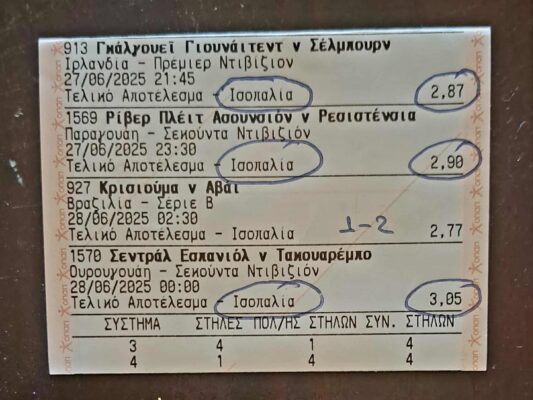 913 Γκάλγουεϊ Γιουνάιτεντ ν Σέλμπουρν
Ιρλανδία - Πρέμιερ Ντιβίζιον
27/06/2025 21:45
Τελικό Αποτέλεσμα - Ισοπαλία 2,87
1569 Ρίβερ Πλέιτ Ασουνσιόν ν Ρεσιστένσια
Παραγουάη - Σεκούντα Ντιβιζιόν
27/06/2025 23:30
Τελικό Αποτέλεσμα - Ισοπαλία 2,90
927 Κρισιούμα ν Αβαΐ
Βραζιλία - Σέριε Β
28/06/2025 02:30
Τελικό Αποτέλεσμα - Ισοπαλία 1-2 2,77
1570 Σεντράλ Εσπανιόλ ν Τακουαρέμπο
Ουρουγουάη - Σεκούντα Ντιβιζιόν
28/06/2025 00:00
Τελικό Αποτέλεσμα - Ισοπαλία 3,05
ΣΥΣΤΗΜΑ ΣΤΗΛΕΣ ΠΟΛ/ΗΣ ΣΤΗΛΩΝ ΣΥΝ. ΣΤΗΛΩΝ
3 4 1 4
4 1 4 4